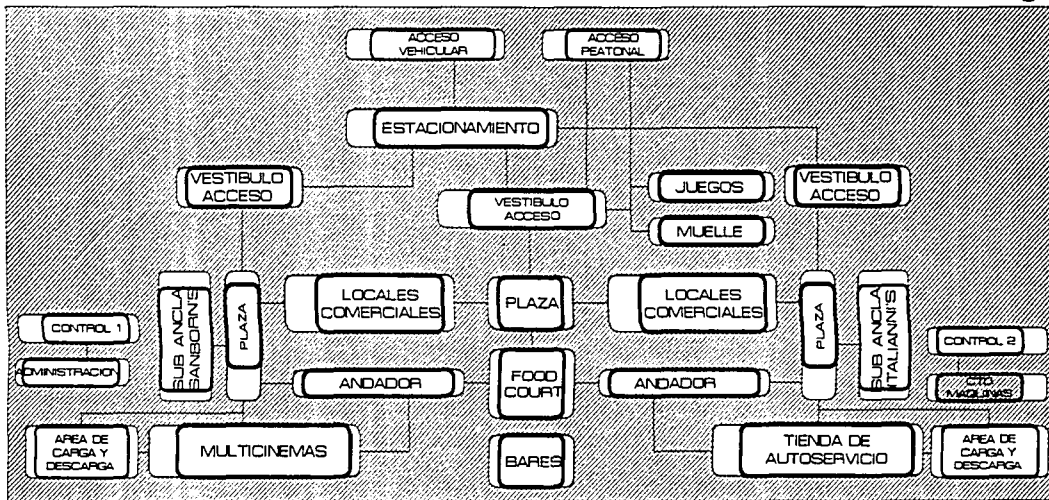 ACCESO
VEHICULAR
ACCESO
PEATONAL
ESTACIONAMIENTO
VESTIBULO
ACCESO
VESTIBULO
ACCESO
JUEGOS
MUELLE
VESTIBULO
ACCESO
SUB ANCLA
SANBORN'S
PLAZA
LOCALES
COMERCIALES
PLAZA
LOCALES
COMERCIALES
PLAZA
SUB ANCLA
ITALIANNI'S
CONTROL 1
ADMINISTRACION
ANDADOR
FOOD
COURT
ANDADOR
CONTROL 2
CTO.
MAQUINAS
AREA DE
CARGA Y
DESCARGA
MULTICINEMAS
BARES
TIENDA DE
AUTOSERVICIO
AREA DE
CARGA Y
DESCARGA